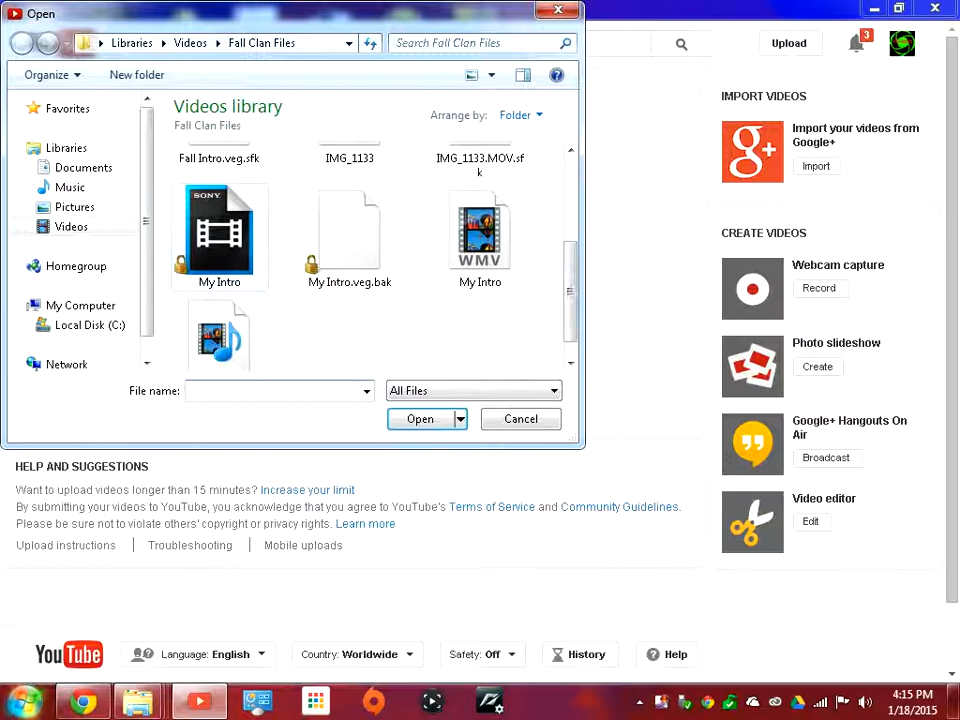 Open
Libraries
Videos
Fall Clan Files
Search Fall Clan Files
Organize
New folder
Favorites
Libraries
Documents
Music
Pictures
Videos
Homegroup
My Computer
Local Disk (C:)
Network
Videos library
Fall Clan Files
Arrange by:
Folder
Fall Intro.veg.sfk
IMG_1133
IMG_1133.MOV.sf
k
SONY
My Intro
My Intro.veg.bak
WMV
My Intro
File name:
All Files
Open
Cancel
Upload
3
IMPORT VIDEOS
Import your videos from
Google+
Import
g+
CREATE VIDEOS
Webcam capture
Record
Photo slideshow
Create
Google+ Hangouts On
Air
Broadcast
Video editor
Edit
HELP AND SUGGESTIONS
Want to upload videos longer than 15 minutes? Increase your limit
By submitting your videos to YouTube, you acknowledge that you agree to YouTube's Terms of Service and Community Guidelines.
Please be sure not to violate others' copyright or privacy rights. Learn more
Upload instructions
Troubleshooting
Mobile uploads
YouTube
Language: English
Country: Worldwide
Safety: Off
History
Help
4:15 PM
1/18/2015